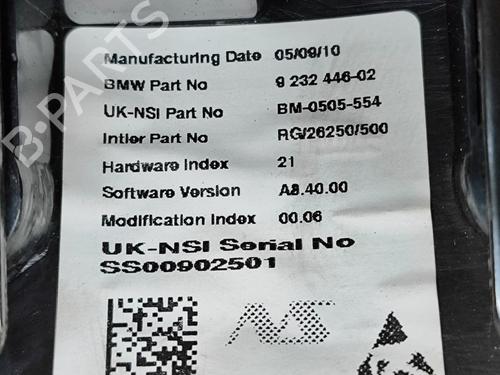 Manufacturing Date 05/09/10
BMW Part No 9 232 446-02
UK-NSI Part No BM-0505-554
Intier Part No RG/26250/500
Hardware Index 21
Software Version A8.40.00
Modification Index 00.06
UK-NSI Serial No
SS00902501
NS
B-PARTS